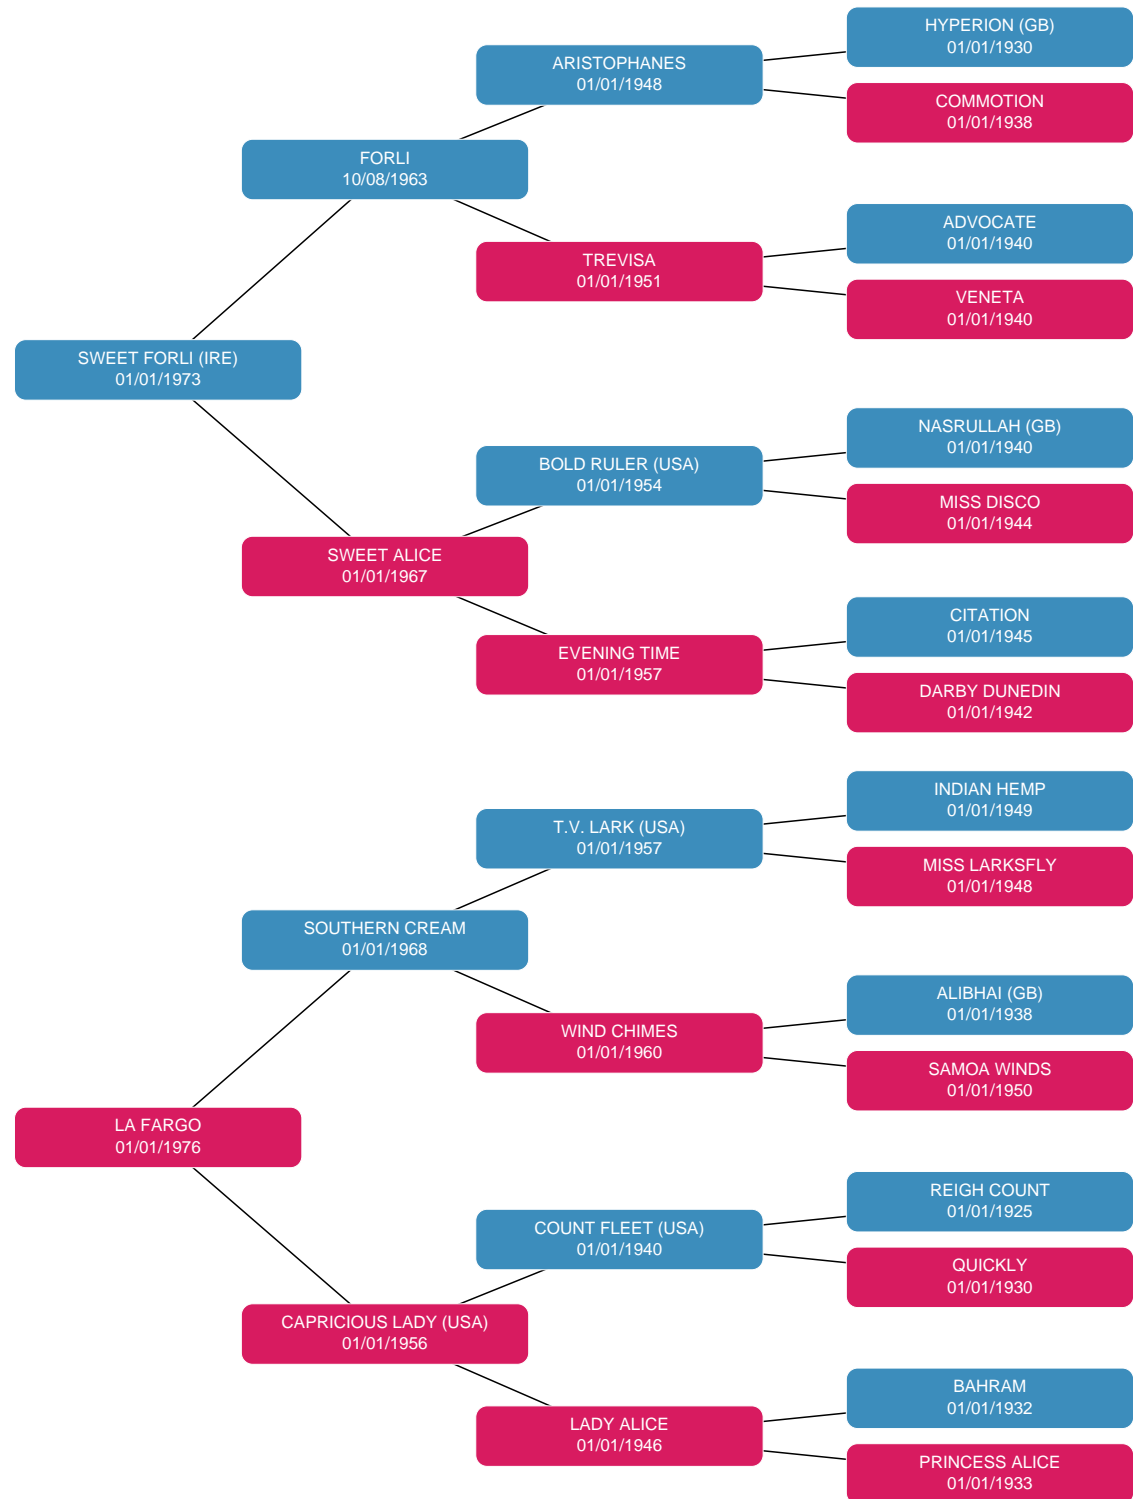 HYPERION (GB)
01/01/1930
ARISTOPHANES
01/01/1948
COMMOTION
01/01/1938
FORLI
10/08/1963
ADVOCATE
01/01/1940
TREVISA
01/01/1951
VENETA
01/01/1940
SWEET FORLI (IRE)
01/01/1973
NASRULLAH (GB)
01/01/1940
BOLD RULER (USA)
01/01/1954
MISS DISCO
01/01/1944
SWEET ALICE
01/01/1967
CITATION
01/01/1945
EVENING TIME
01/01/1957
DARBY DUNEDIN
01/01/1942
INDIAN HEMP
01/01/1949
T.V. LARK (USA)
01/01/1957
MISS LARKSFLY
01/01/1948
SOUTHERN CREAM
01/01/1968
ALIBHAI (GB)
01/01/1938
WIND CHIMES
01/01/1960
SAMOA WINDS
01/01/1950
LA FARGO
01/01/1976
REIGH COUNT
01/01/1925
COUNT FLEET (USA)
01/01/1940
QUICKLY
01/01/1930
CAPRICIOUS LADY (USA)
01/01/1956
BAHRAM
01/01/1932
LADY ALICE
01/01/1946
PRINCESS ALICE
01/01/1933